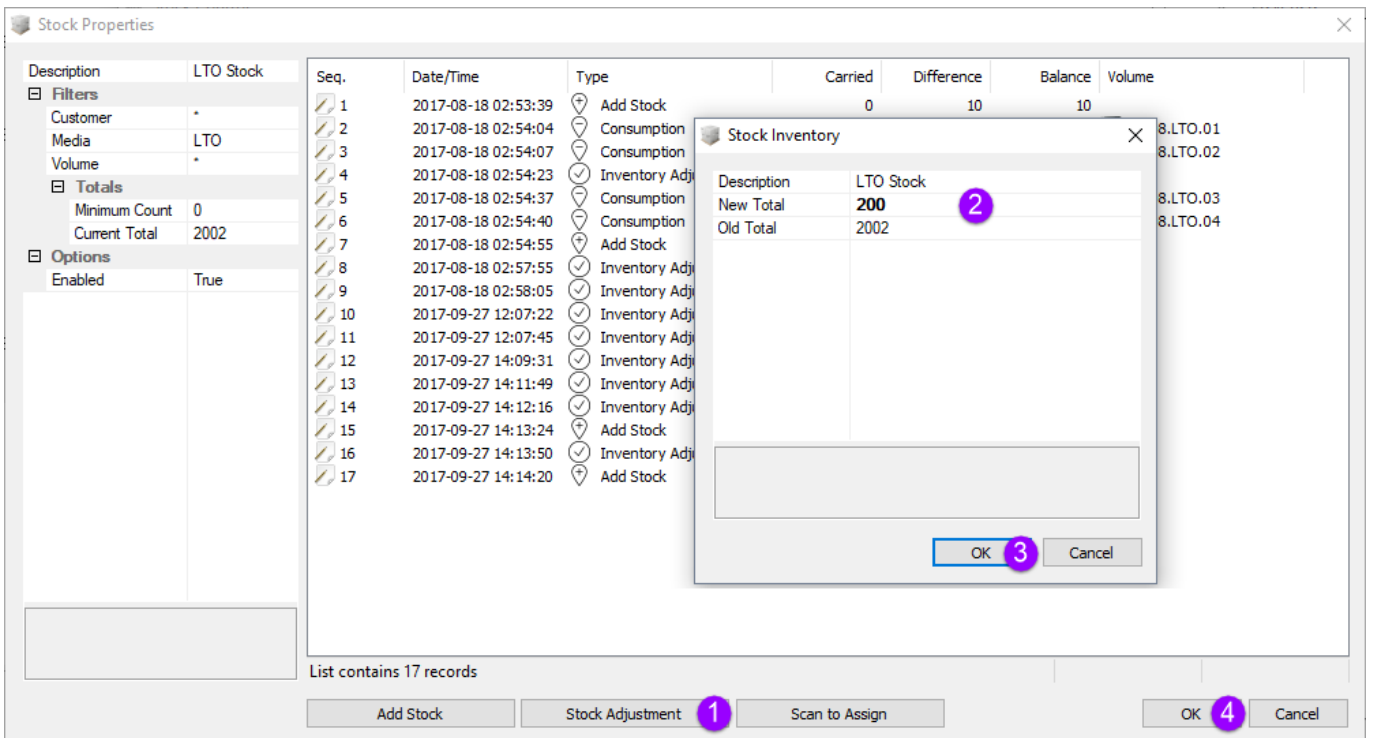 Stock Properties
Description LTO Stock
Filters
Customer *
Media LTO
Volume *
Totals
Minimum Count 0
Current Total 2002
Options
Enabled True
Seq. Date/Time Type Carried Difference Balance Volume
1 2017-08-18 02:53:39 Add Stock 0 10 10
2 2017-08-18 02:54:04 Consumption 8.LTO.01
3 2017-08-18 02:54:07 Consumption 8.LTO.02
4 2017-08-18 02:54:23 Inventory Adj
5 2017-08-18 02:54:37 Consumption 8.LTO.03
6 2017-08-18 02:54:40 Consumption 8.LTO.04
7 2017-08-18 02:54:55 Add Stock
8 2017-08-18 02:57:55 Inventory Adj
9 2017-08-18 02:58:05 Inventory Adj
10 2017-09-27 12:07:22 Inventory Adj
11 2017-09-27 12:07:45 Inventory Adj
12 2017-09-27 14:09:31 Inventory Adj
13 2017-09-27 14:11:49 Inventory Adj
14 2017-09-27 14:12:16 Inventory Adj
15 2017-09-27 14:13:24 Add Stock
16 2017-09-27 14:13:50 Inventory Adj
17 2017-09-27 14:14:20 Add Stock
Stock Inventory
Description LTO Stock
New Total 200 2
Old Total 2002
OK 3 Cancel
List contains 17 records
Add Stock Stock Adjustment 1 Scan to Assign OK 4 Cancel